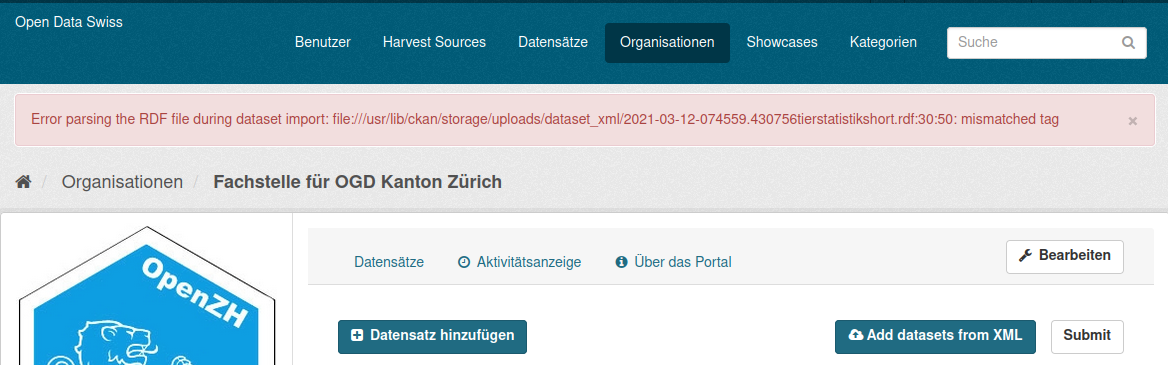 Open Data Swiss
Benutzer Harvest Sources Datensätze Organisationen Showcases Kategorien Suche
Error parsing the RDF file during dataset import: file:///usr/lib/ckan/storage/uploads/dataset_xml/2021-03-12-074559.430756tierstatistikshort.rdf:30:50: mismatched tag ×
/ Organisationen / Fachstelle für OGD Kanton Zürich
OpenZH
Datensätze Aktivitätsanzeige Über das Portal Bearbeiten
Datensatz hinzufügen Add datasets from XML Submit